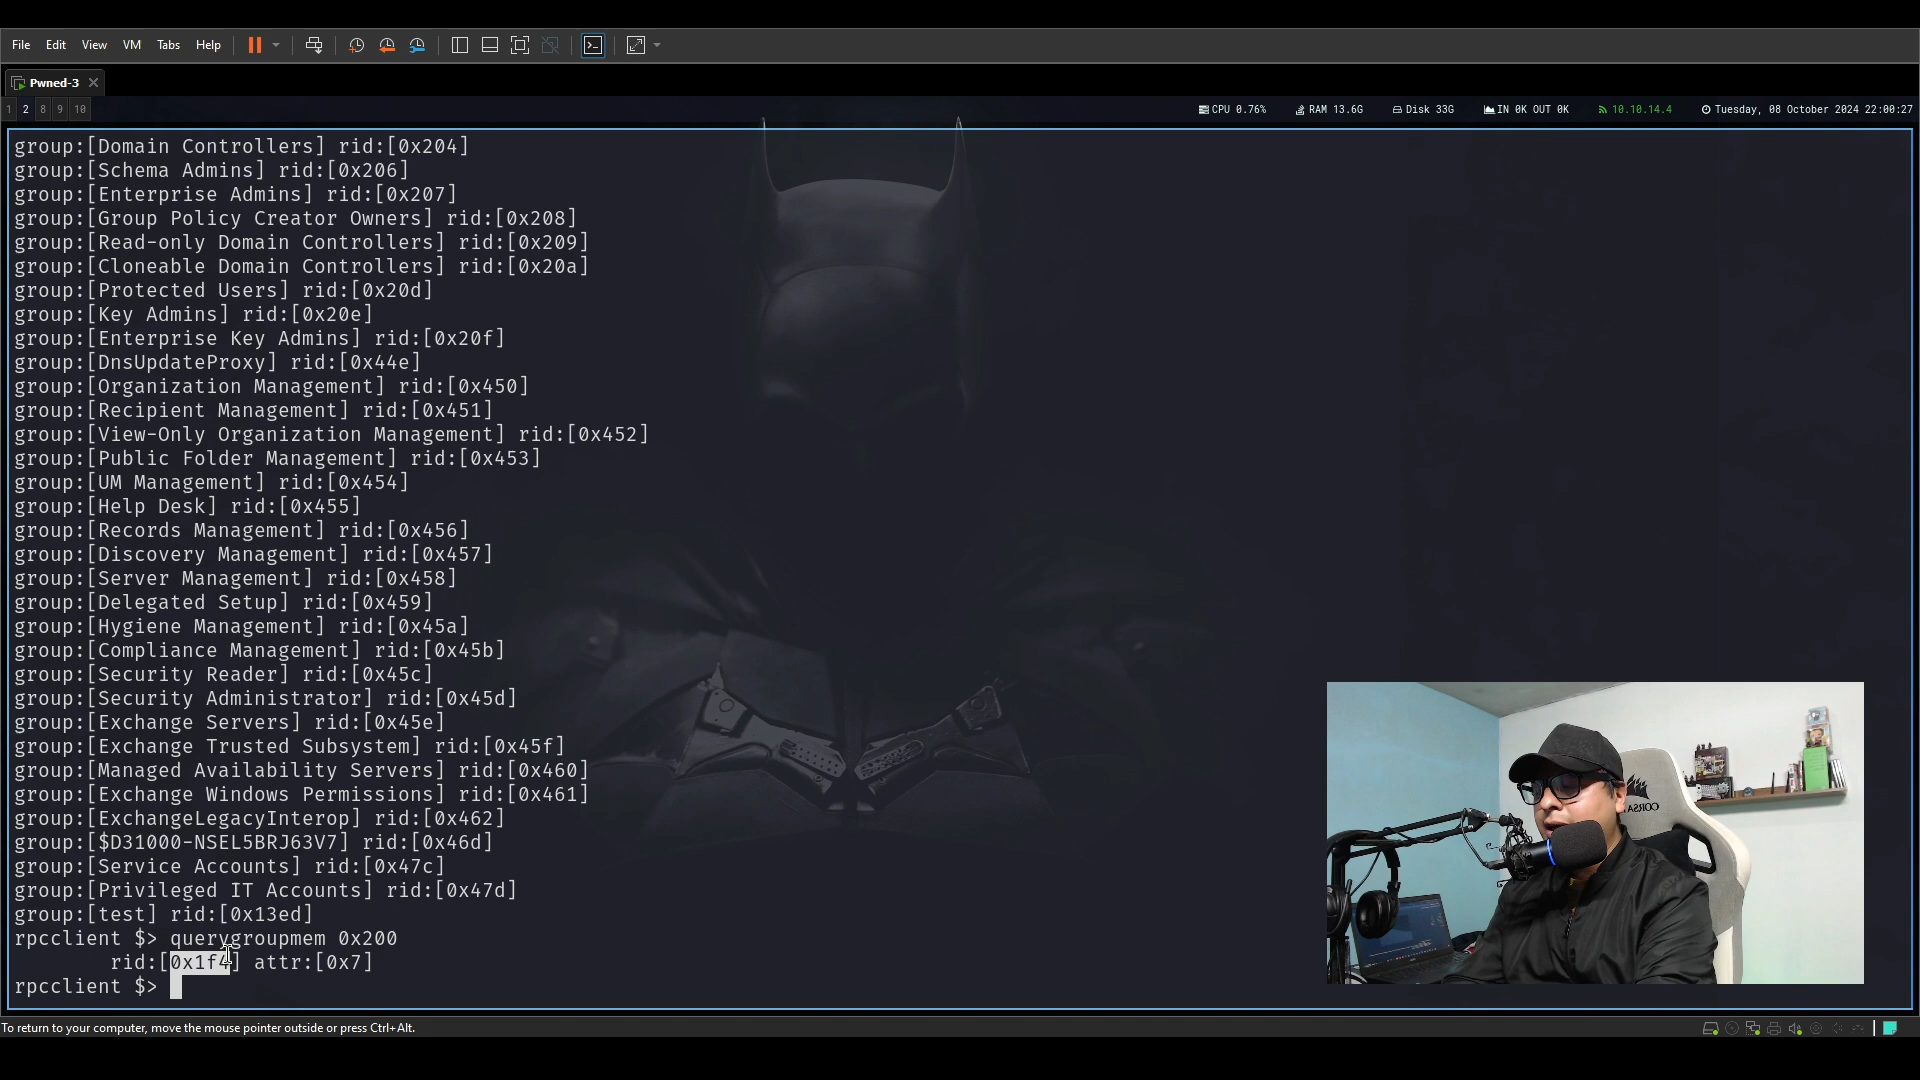 File Edit View VM Tabs Help
Pwned-3
1 2 8 9 10 CPU 0.76% RAM 13.6G Disk 33G IN 0K OUT 0K 10.10.14.4 Tuesday, 08 October 2024 22:00:27
group:[Domain Controllers] rid:[0x204]
group:[Schema Admins] rid:[0x206]
group:[Enterprise Admins] rid:[0x207]
group:[Group Policy Creator Owners] rid:[0x208]
group:[Read-only Domain Controllers] rid:[0x209]
group:[Cloneable Domain Controllers] rid:[0x20a]
group:[Protected Users] rid:[0x20d]
group:[Key Admins] rid:[0x20e]
group:[Enterprise Key Admins] rid:[0x20f]
group:[DnsUpdateProxy] rid:[0x44e]
group:[Organization Management] rid:[0x450]
group:[Recipient Management] rid:[0x451]
group:[View-Only Organization Management] rid:[0x452]
group:[Public Folder Management] rid:[0x453]
group:[UM Management] rid:[0x454]
group:[Help Desk] rid:[0x455]
group:[Records Management] rid:[0x456]
group:[Discovery Management] rid:[0x457]
group:[Server Management] rid:[0x458]
group:[Delegated Setup] rid:[0x459]
group:[Hygiene Management] rid:[0x45a]
group:[Compliance Management] rid:[0x45b]
group:[Security Reader] rid:[0x45c]
group:[Security Administrator] rid:[0x45d]
group:[Exchange Servers] rid:[0x45e]
group:[Exchange Trusted Subsystem] rid:[0x45f]
group:[Managed Availability Servers] rid:[0x460]
group:[Exchange Windows Permissions] rid:[0x461]
group:[ExchangeLegacyInterop] rid:[0x462]
group:[$D31000-NSEL5BRJ63V7] rid:[0x46d]
group:[Service Accounts] rid:[0x47c]
group:[Privileged IT Accounts] rid:[0x47d]
group:[test] rid:[0x13ed]
rpcclient $> querygroupmem 0x200
rid:[0x1f4] attr:[0x7]
rpcclient $>
To return to your computer, move the mouse pointer outside or press Ctrl+Alt.